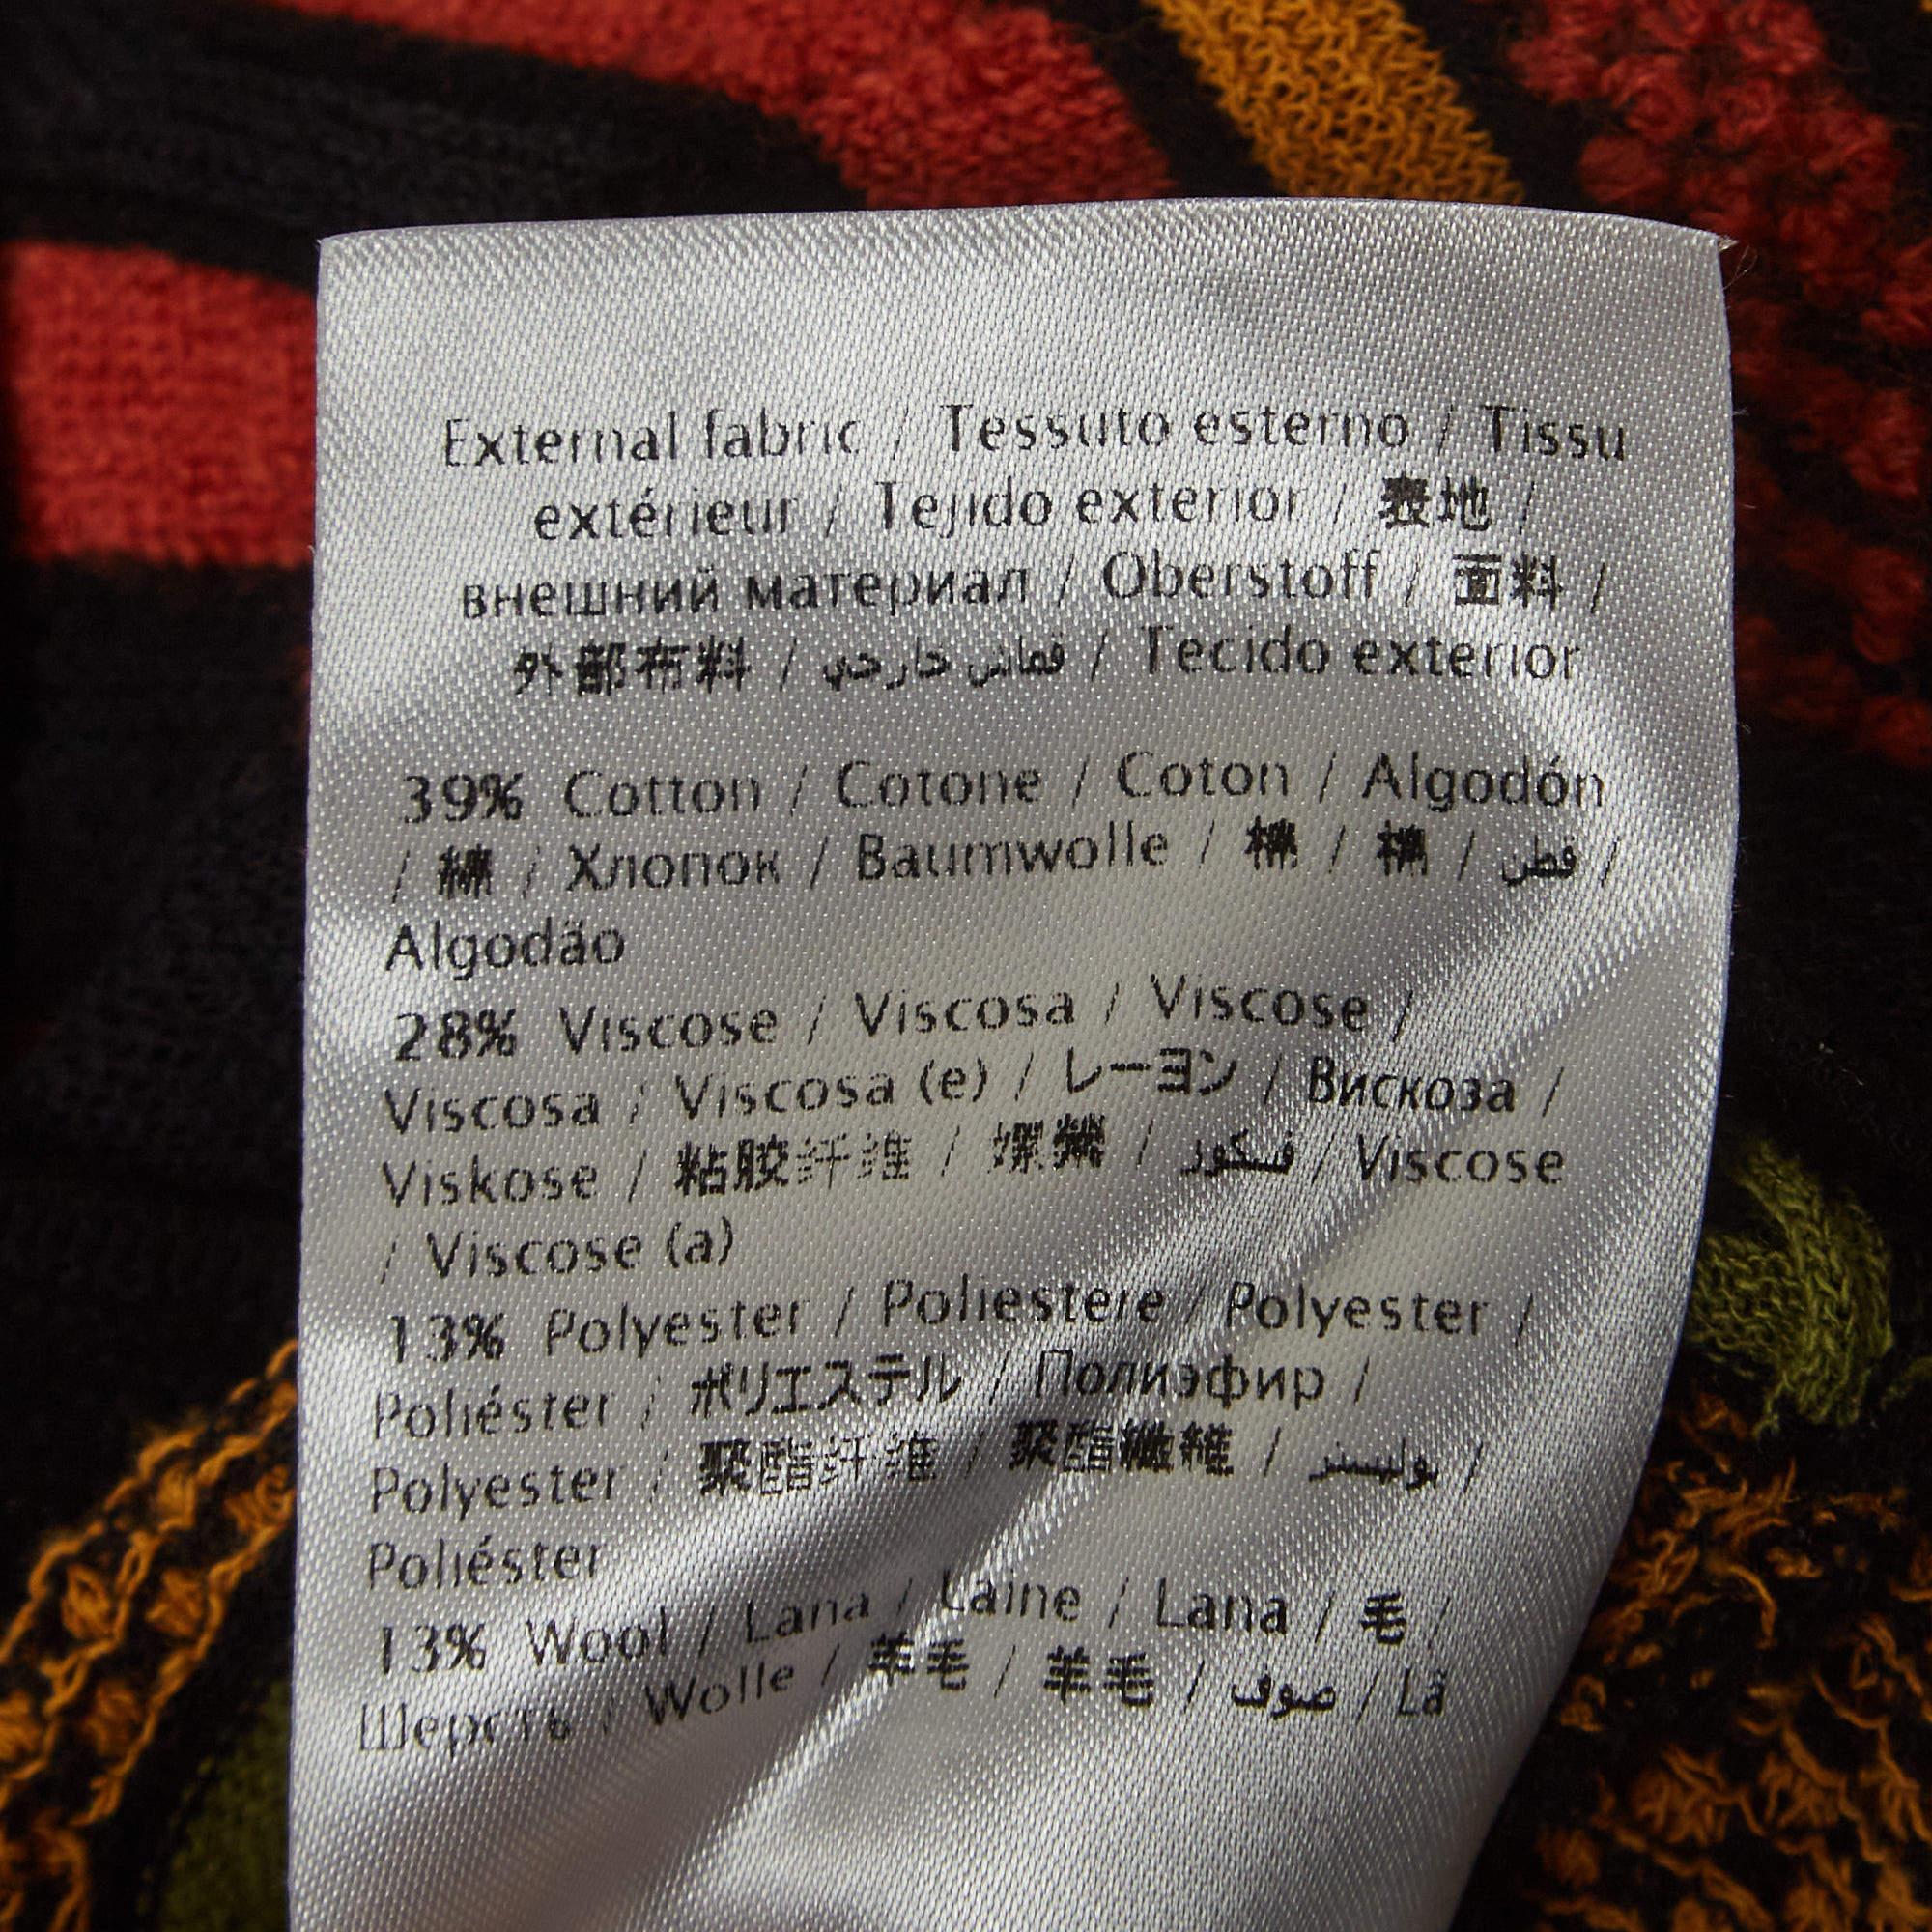 External fabric / Tessuto esterno / Tissu
extérieur / Tejido exterior / 表地 /
внешний материал / Oberstoff / 面料 /
外部布料 / قماش خارجي / Tecido exterior
39% Cotton / Cotone / Coton / Algodón
/ 綿 / Хлопок / Baumwolle / 棉 / 棉 / قطن /
Algodão
28% Viscose / Viscosa / Viscose /
Viscosa / Viscosa (e) / レーヨン / Вискоза /
Viskose / 粘胶纤维 / 嫘縈 / فسكوز / Viscose
/ Viscose (a)
13% Polyester / Poliestere / Polyester /
Poliéster / ポリエステル / Полиэфир /
Polyester / 聚酯纤维 / 聚酯纖維 / بوليستر /
Poliéster
13% Wool / Lana / Laine / Lana / 毛 /
Шерсть / Wolle / 羊毛 / 羊毛 / صوف / Lã